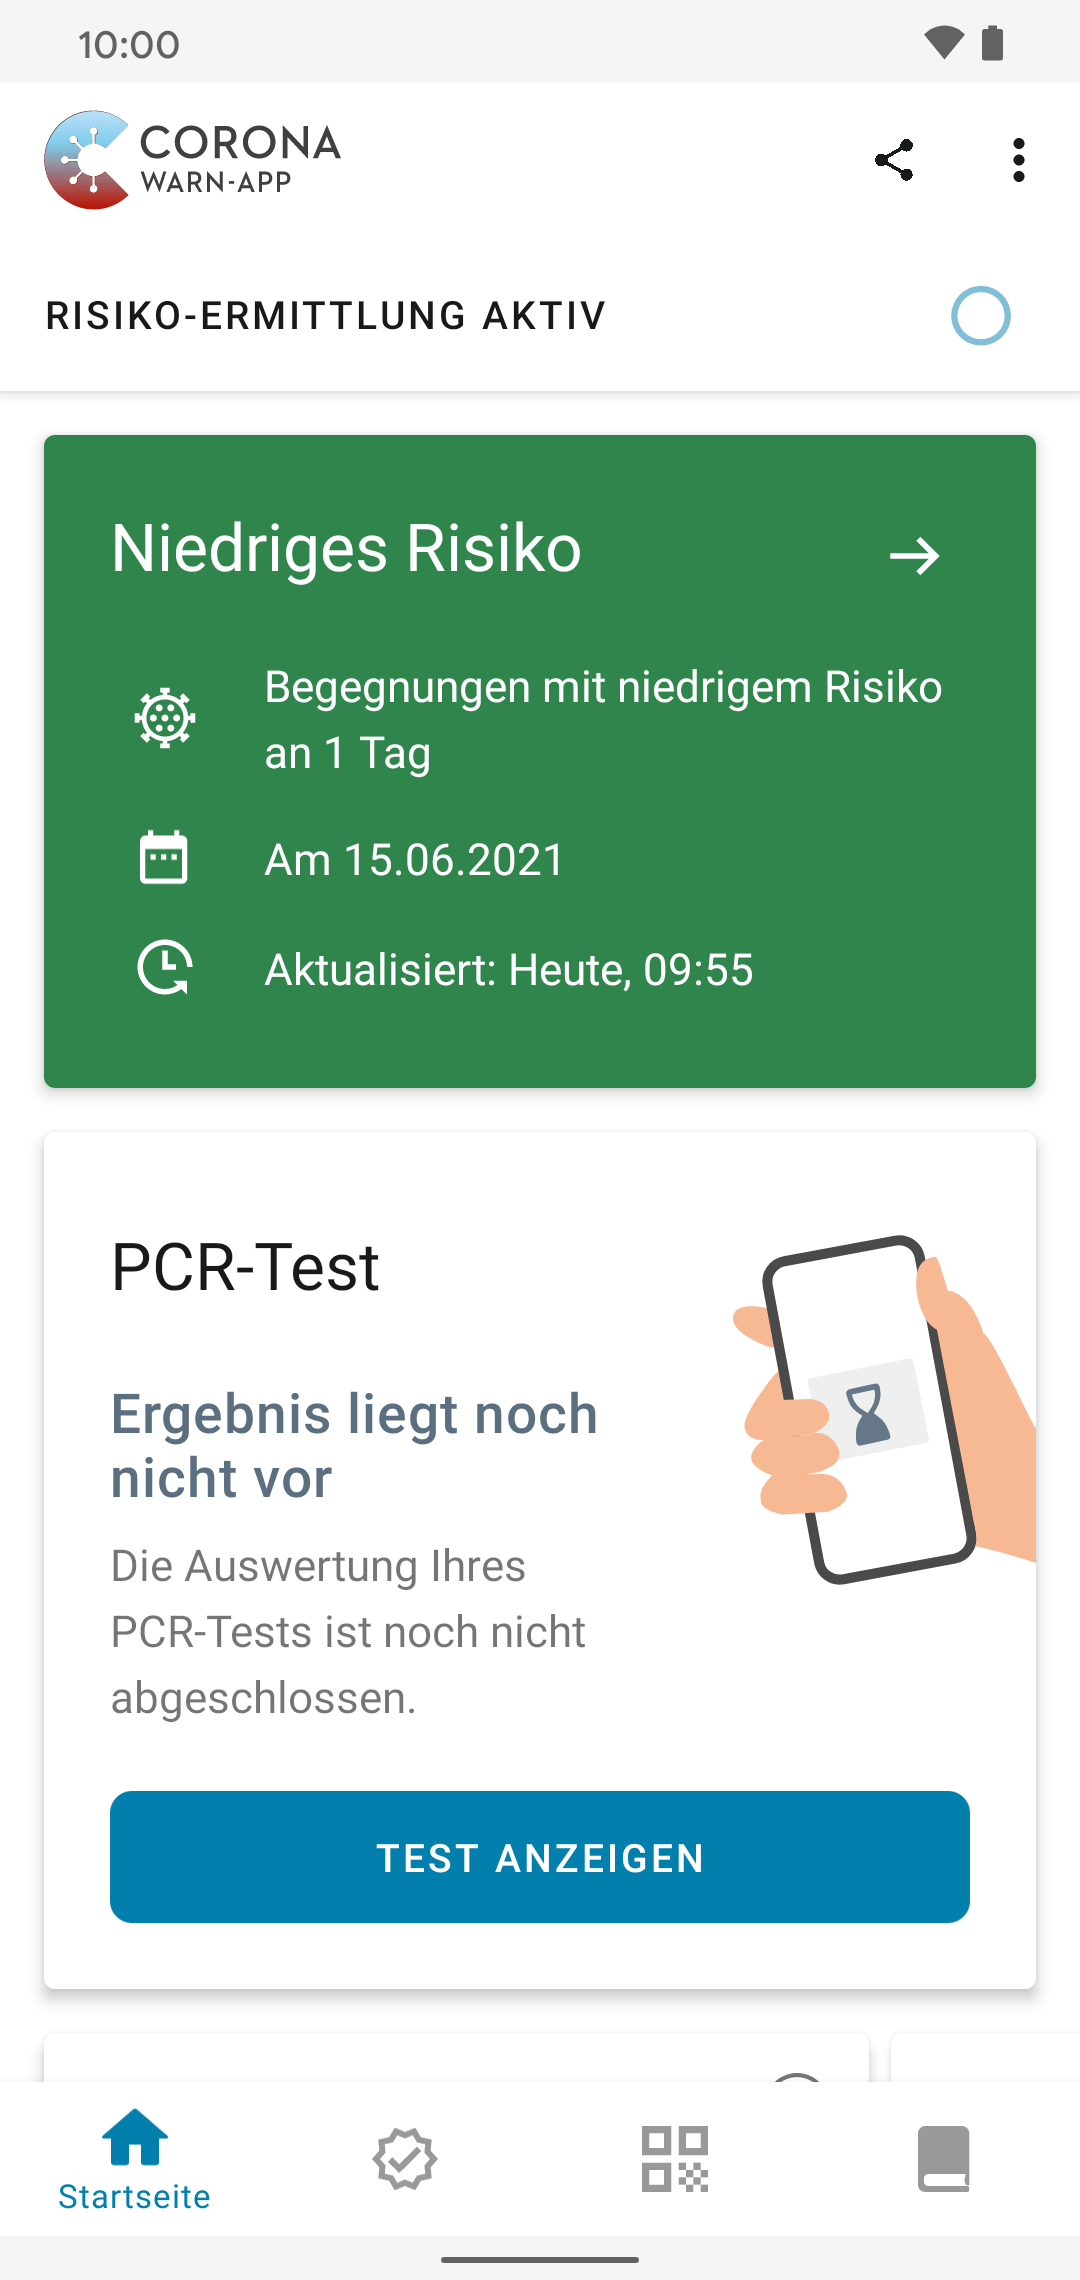 10:00
CORONA
WARN-APP
RISIKO-ERMITTLUNG AKTIV
Niedriges Risiko
Begegnungen mit niedrigem Risiko
an 1 Tag
Am 15.06.2021
Aktualisiert: Heute, 09:55
PCR-Test
Ergebnis liegt noch
nicht vor
Die Auswertung Ihres
PCR-Tests ist noch nicht
abgeschlossen.
TEST ANZEIGEN
Startseite